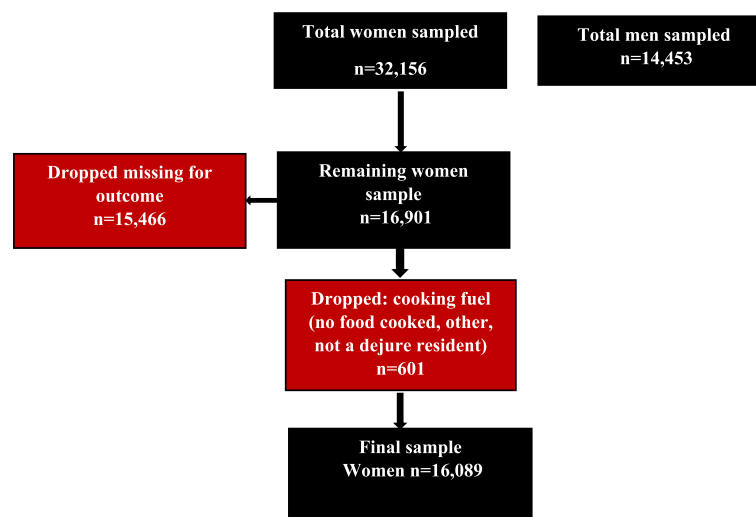 Total women sampled
n=32,156
Total men sampled
n=14,453
Dropped missing for
outcome
n=15,466
Remaining women
sample
n=16,901
Dropped: cooking fuel
(no food cooked, other,
not a dejure resident)
n=601
Final sample
Women n=16,089